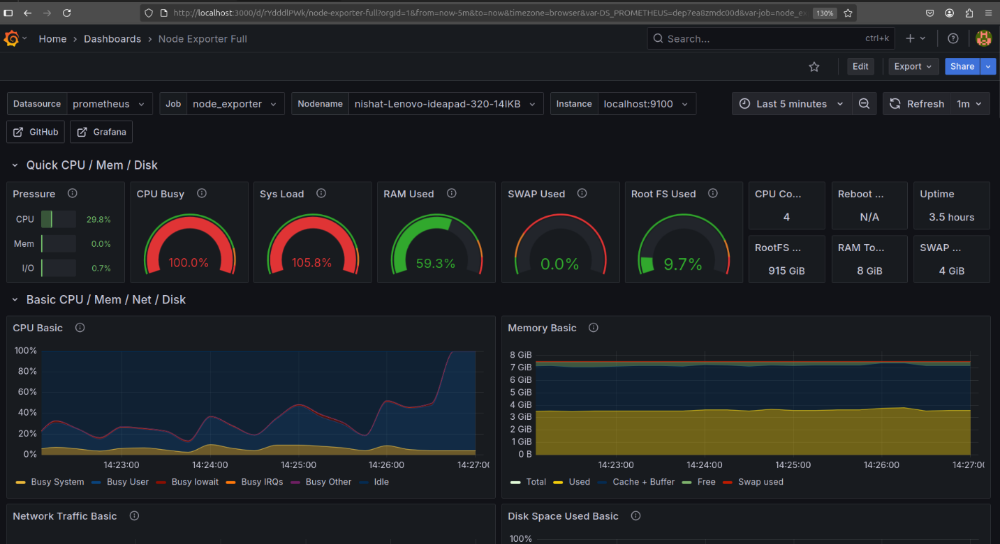 http://localhost:3000/d/rYdddlPWk/node-exporter-full?orgId=1&from=now-5m&to=now&timezone=browser&var-DS_PROMETHEUS=dep7ea8zmdc00d&var-job=node_ex
130%
Home › Dashboards › Node Exporter Full
Search... ctrl+k
Edit Export Share
Datasource prometheus Job node_exporter Nodename nishat-Lenovo-ideapad-320-14IKB Instance localhost:9100 Last 5 minutes Refresh 1m
GitHub Grafana
Quick CPU / Mem / Disk
Pressure
CPU 29.8%
Mem 0.0%
I/O 0.7%
CPU Busy
100.0%
Sys Load
105.8%
RAM Used
59.3%
SWAP Used
0.0%
Root FS Used
9.7%
CPU Co...
4
Reboot ...
N/A
Uptime
3.5 hours
RootFS ...
915 GiB
RAM To...
8 GiB
SWAP ...
4 GiB
Basic CPU / Mem / Net / Disk
CPU Basic
100%
80%
60%
40%
20%
0%
14:23:00 14:24:00 14:25:00 14:26:00 14:27:0
Busy System Busy User Busy Iowait Busy IRQs Busy Other Idle
Memory Basic
8 GiB
7 GiB
6 GiB
5 GiB
4 GiB
3 GiB
2 GiB
1 GiB
0 B
14:23:00 14:24:00 14:25:00 14:26:00 14:27:0
Total Used Cache + Buffer Free Swap used
Network Traffic Basic
Disk Space Used Basic
100%